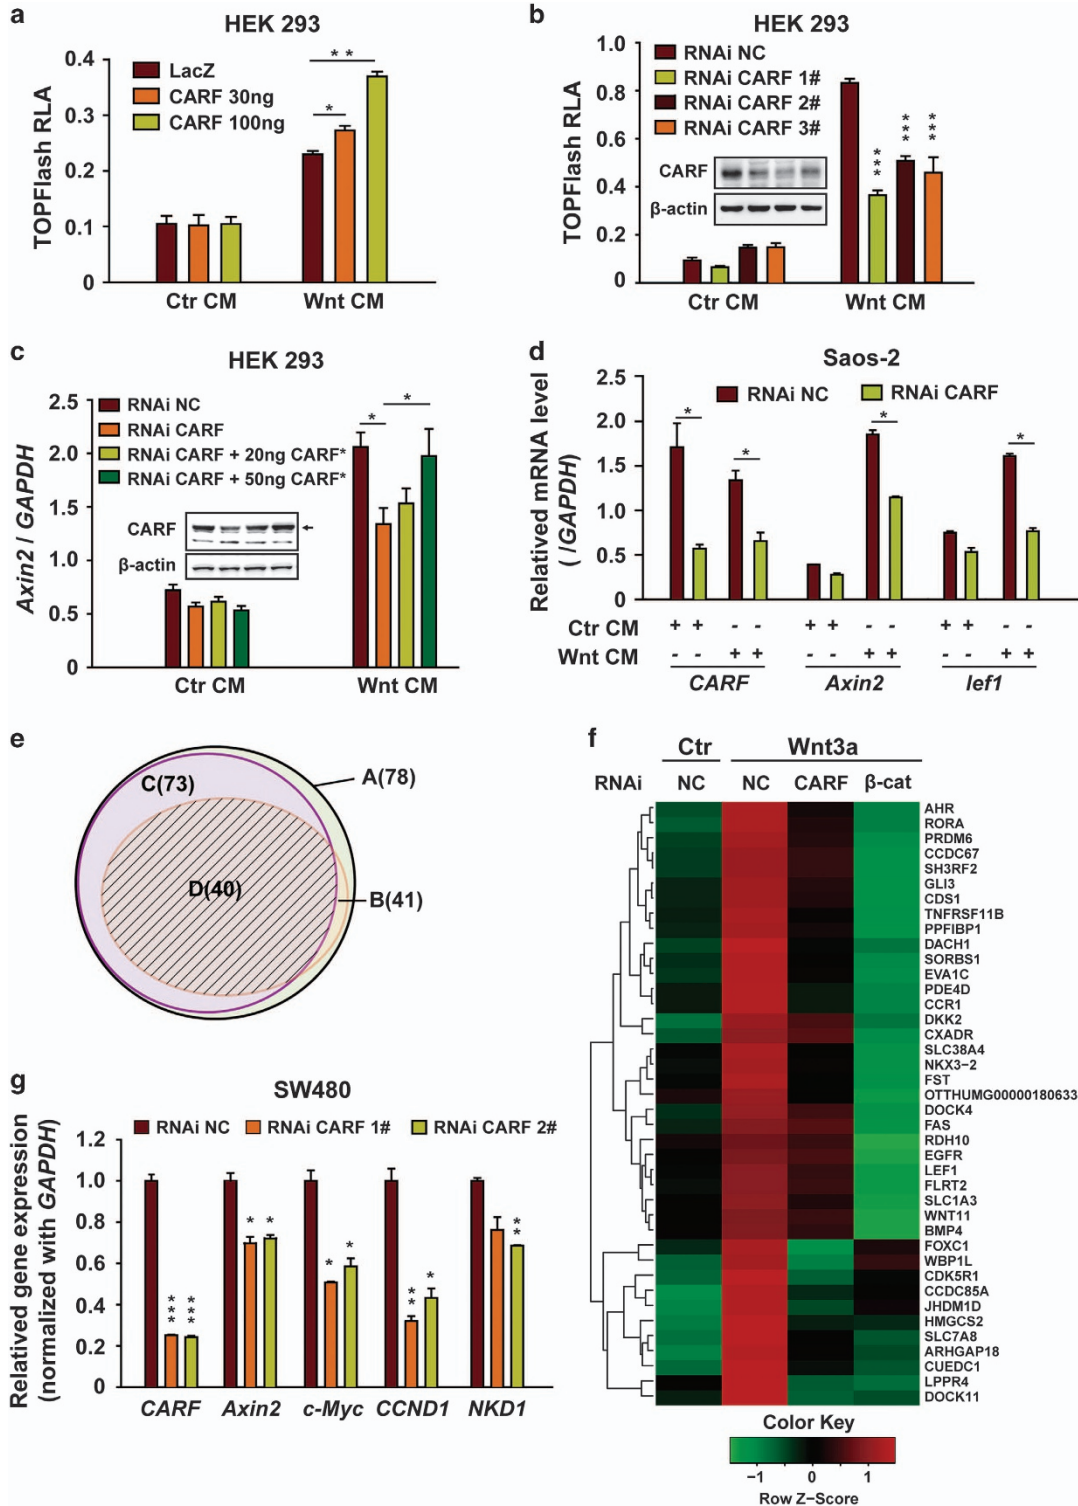 a
HEK 293
TOPFlash RLA
0.4
0.3
0.2
0.1
0
LacZ
CARF 30ng
CARF 100ng
* *
*
Ctr CM
Wnt CM
b
HEK 293
TOPFlash RLA
1.0
0.8
0.6
0.4
0.2
0
RNAi NC
RNAi CARF 1#
RNAi CARF 2#
RNAi CARF 3#
CARF
β-actin
***
***
***
Ctr CM
Wnt CM
c
HEK 293
Axin2 / GAPDH
2.5
2.0
1.5
1.0
0.5
0
RNAi NC
RNAi CARF
RNAi CARF + 20ng CARF*
RNAi CARF + 50ng CARF*
CARF
β-actin
*
*
Ctr CM
Wnt CM
d
Saos-2
Relatived mRNA level
(/GAPDH)
2.5
2.0
1.5
1.0
0.5
0
RNAi NC
RNAi CARF
*
*
*
*
Ctr CM + + - - + + - - + + - -
Wnt CM - - + + - - + + - - + +
CARF
Axin2
lef1
e
C(73)
A(78)
D(40)
B(41)
f
Ctr
Wnt3a
RNAi NC NC CARF β-cat
AHR
RORA
PRDM6
CCDC67
SH3RF2
GLI3
CDS1
TNFRSF11B
PPFIBP1
DACH1
SORBS1
EVA1C
PDE4D
CCR1
DKK2
CXADR
SLC38A4
NKX3-2
FST
OTTHUMG00000180633
DOCK4
FAS
RDH10
EGFR
LEF1
FLRT2
SLC1A3
WNT11
BMP4
FOXC1
WBP1L
CDK5R1
CCDC85A
JHDM1D
HMGCS2
SLC7A8
ARHGAP18
CUEDC1
LPPR4
DOCK11
Color Key
−1 0 1
Row Z−Score
g
SW480
Relatived gene expression
(normalized with GAPDH)
RNAi NC
RNAi CARF 1#
RNAi CARF 2#
1.2
1.0
0.8
0.6
0.4
0.2
0
***
***
*
*
*
*
**
*
**
CARF
Axin2
c-Myc
CCND1
NKD1